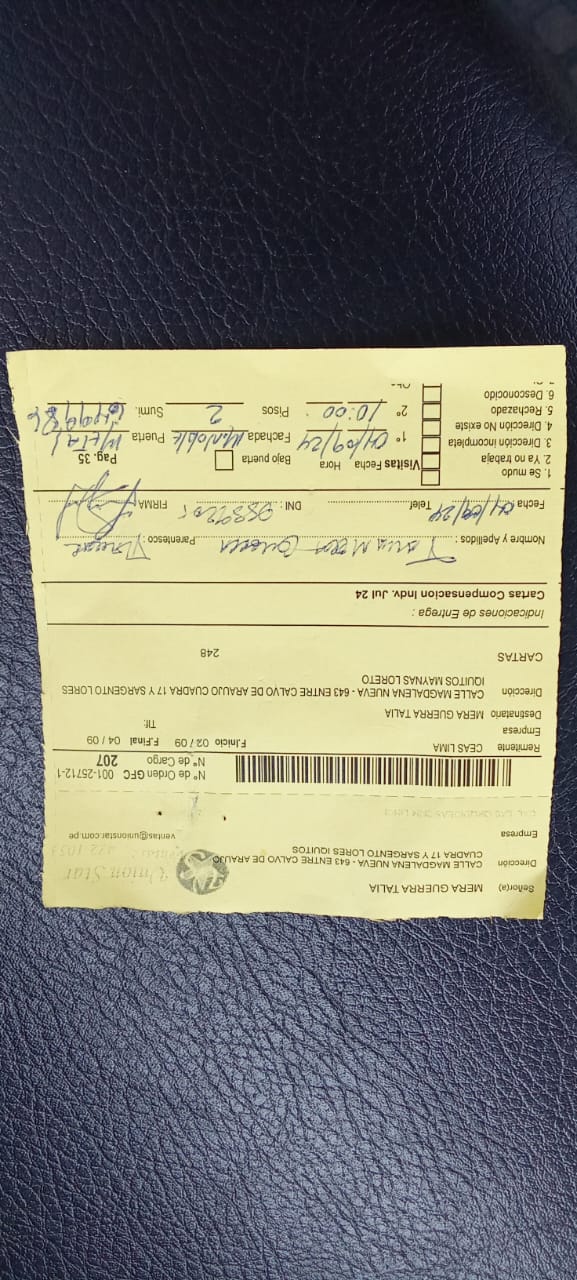 Señor(a) MERA GUERRA TALIA
Dirección CALLE MAGDALENA NUEVA - 643 ENTRE CALVO DE ARAUJO
CUADRA 17 Y SARGENTO LORES IQUITOS
Empresa
Union Star
ventas@unionstar.com.pe
Nº de Orden GFC 001-25712-1
Nº de Cargo 207
Remitente CEAS LIMA F.Inicio 02 / 09 F.Final 04 / 09
Empresa Tlf:
Destinatario MERA GUERRA TALIA
Dirección CALLE MAGDALENA NUEVA - 643 ENTRE CALVO DE ARAUJO CUADRA 17 Y SARGENTO LORES
IQUITOS MAYNAS LORETO
CARTAS 248
Indicaciones de Entrega :
Cartas Compensacion Indv. Jul 24
Nombre y Apellidos : Parentesco :
Fecha 04/09/24 Telef. DNI : FIRMA
1. Se mudo
2. Ya no trabaja
3. Dirección incompleta
4. Dirección No existe
5. Rechazado
6. Desconocido
Visitas Fecha Hora Bajo puerta Pag. 35
1º 04/09/24 Fachada M/Noble Puerta METAL
2º 10:00 Pisos 2 Sumi.